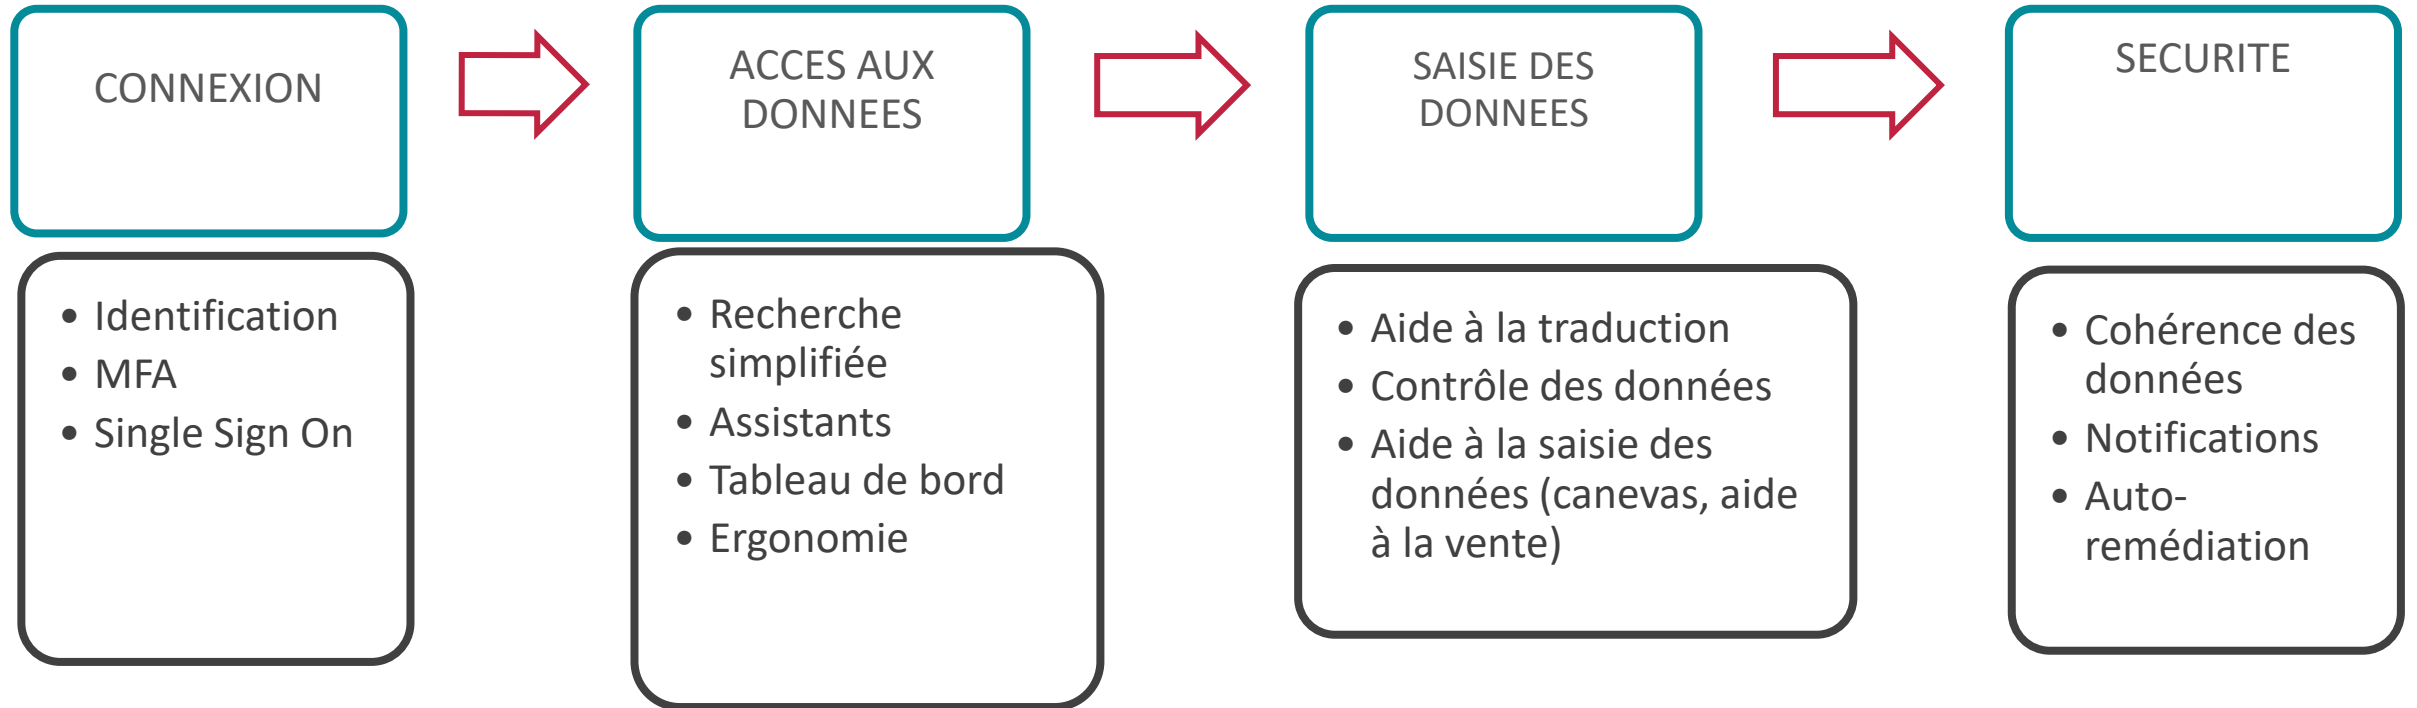 CONNEXION
ACCES AUX
DONNEES
SAISIE DES
DONNEES
SECURITE
• Identification
• MFA
• Single Sign On
• Recherche
simplifiée
• Assistants
• Tableau de bord
• Ergonomie
• Aide à la traduction
• Contrôle des données
• Aide à la saisie des
données (canevas, aide
à la vente)
• Cohérence des
données
• Notifications
• Auto-
remédiation